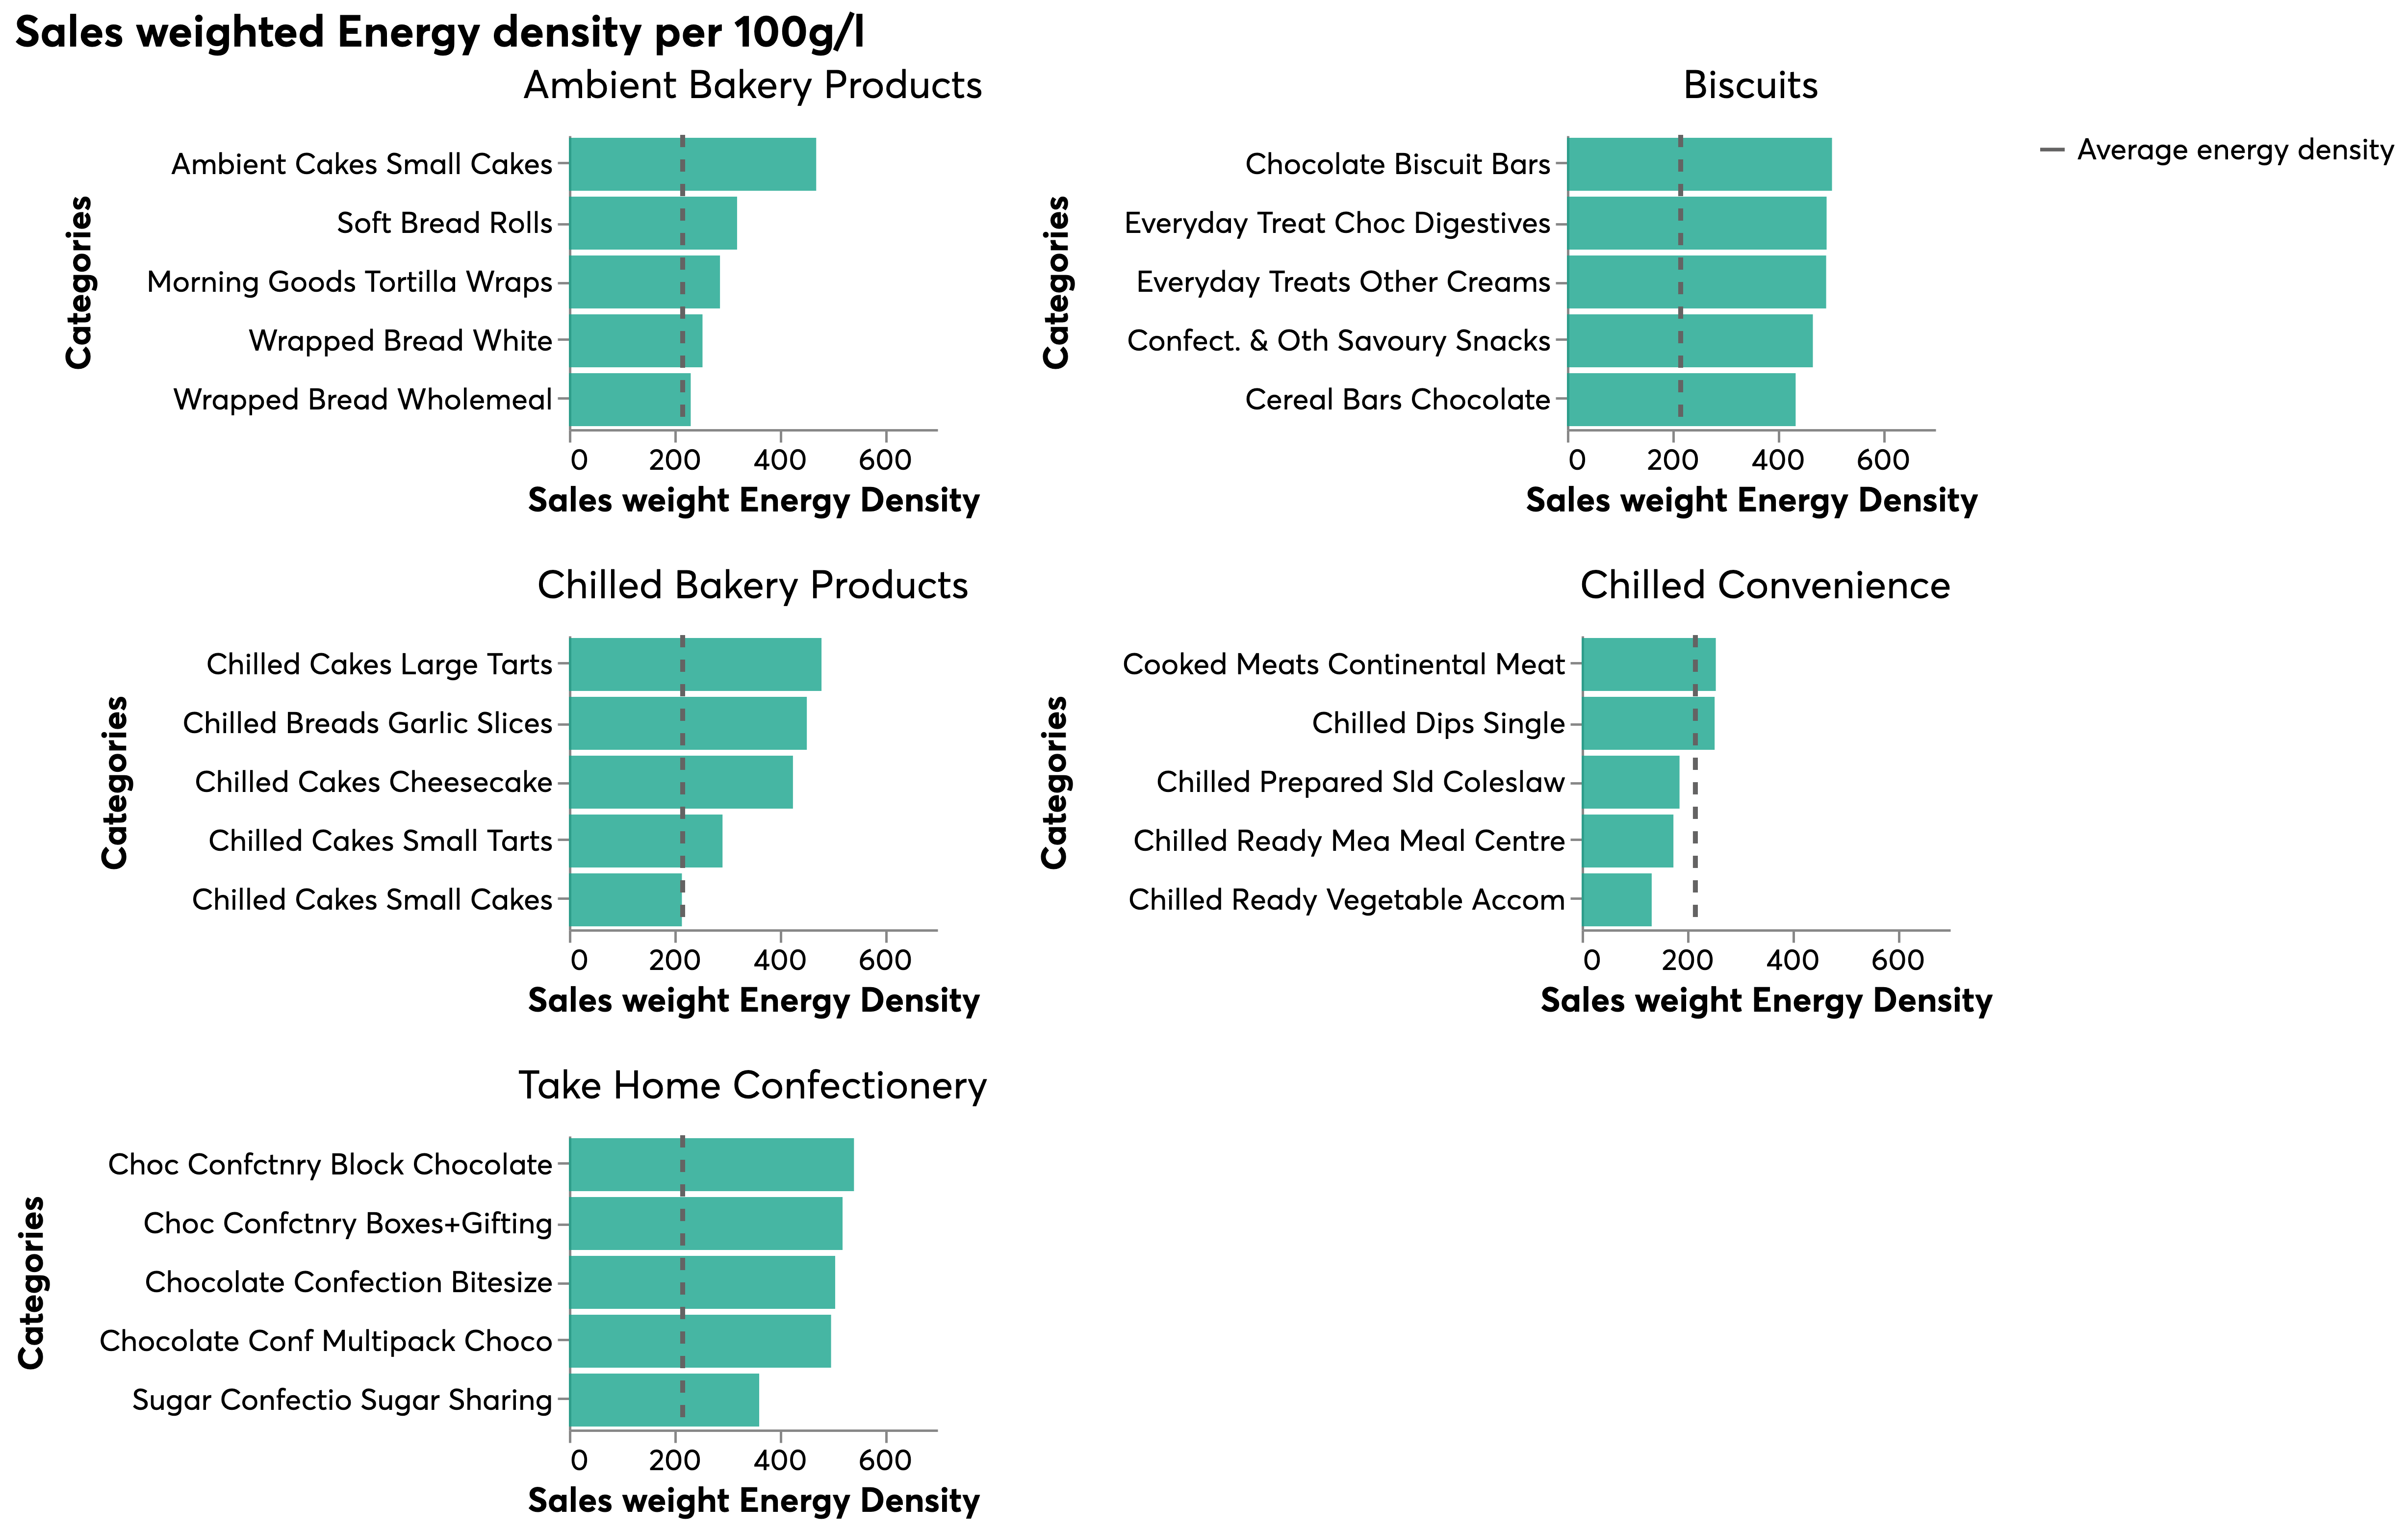 Sales weighted Energy density per 100g/l
Ambient Bakery Products
Categories
Ambient Cakes Small Cakes
Soft Bread Rolls
Morning Goods Tortilla Wraps
Wrapped Bread White
Wrapped Bread Wholemeal
0 200 400 600
Sales weight Energy Density
Biscuits
Categories
Chocolate Biscuit Bars
Everyday Treat Choc Digestives
Everyday Treats Other Creams
Confect. & Oth Savoury Snacks
Cereal Bars Chocolate
0 200 400 600
Sales weight Energy Density
Average energy density
Chilled Bakery Products
Categories
Chilled Cakes Large Tarts
Chilled Breads Garlic Slices
Chilled Cakes Cheesecake
Chilled Cakes Small Tarts
Chilled Cakes Small Cakes
0 200 400 600
Sales weight Energy Density
Chilled Convenience
Categories
Cooked Meats Continental Meat
Chilled Dips Single
Chilled Prepared Sld Coleslaw
Chilled Ready Mea Meal Centre
Chilled Ready Vegetable Accom
0 200 400 600
Sales weight Energy Density
Take Home Confectionery
Categories
Choc Confctnry Block Chocolate
Choc Confctnry Boxes+Gifting
Chocolate Confection Bitesize
Chocolate Conf Multipack Choco
Sugar Confectio Sugar Sharing
0 200 400 600
Sales weight Energy Density